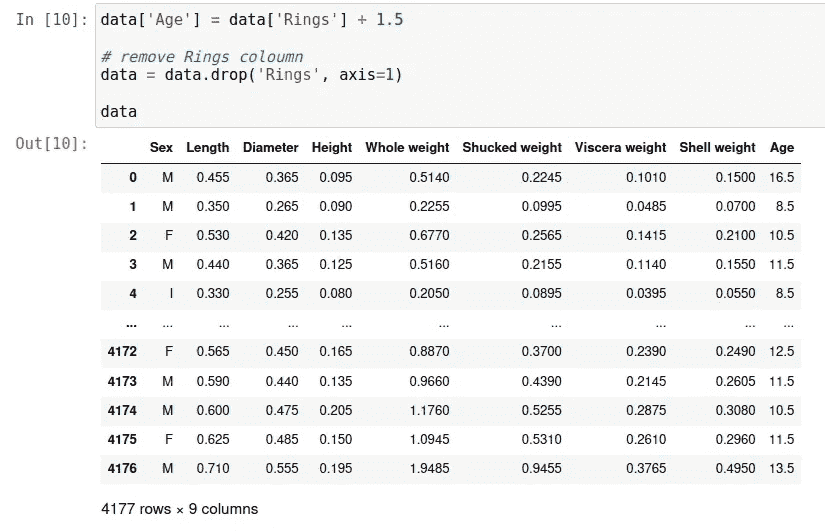 In [10]: data['Age'] = data['Rings'] + 1.5
# remove Rings coloumn
data = data.drop('Rings', axis=1)
data
Out[10]:
Sex Length Diameter Height Whole weight Shucked weight Viscera weight Shell weight Age
0 M 0.455 0.365 0.095 0.5140 0.2245 0.1010 0.1500 16.5
1 M 0.350 0.265 0.090 0.2255 0.0995 0.0485 0.0700 8.5
2 F 0.530 0.420 0.135 0.6770 0.2565 0.1415 0.2100 10.5
3 M 0.440 0.365 0.125 0.5160 0.2155 0.1140 0.1550 11.5
4 I 0.330 0.255 0.080 0.2050 0.0895 0.0395 0.0550 8.5
... ... ... ... ... ... ... ... ... ...
4172 F 0.565 0.450 0.165 0.8870 0.3700 0.2390 0.2490 12.5
4173 M 0.590 0.440 0.135 0.9660 0.4390 0.2145 0.2605 11.5
4174 M 0.600 0.475 0.205 1.1760 0.5255 0.2875 0.3080 10.5
4175 F 0.625 0.485 0.150 1.0945 0.5310 0.2610 0.2960 11.5
4176 M 0.710 0.555 0.195 1.9485 0.9455 0.3765 0.4950 13.5
4177 rows × 9 columns